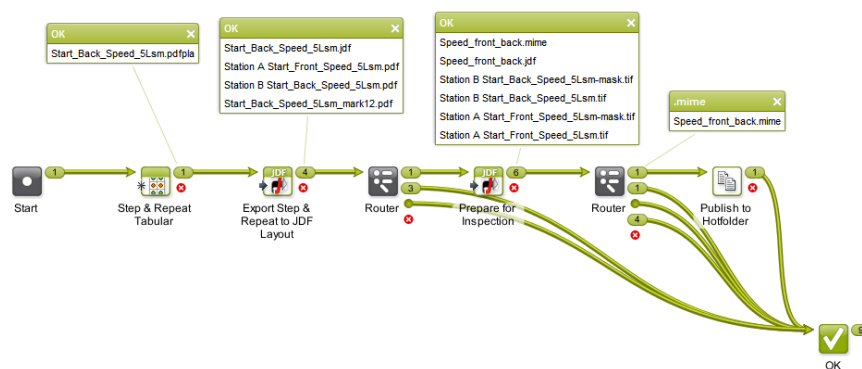 OK
Start_Back_Speed_5Lsm.pdfpla
OK
Start_Back_Speed_5Lsm.jdf
Station A Start_Front_Speed_5Lsm.pdf
Station B Start_Back_Speed_5Lsm.pdf
Start_Back_Speed_5Lsm_mark12.pdf
OK
Speed_front_back.mime
Speed_front_back.jdf
Station B Start_Back_Speed_5Lsm-mask.tif
Station B Start_Back_Speed_5Lsm.tif
Station A Start_Front_Speed_5Lsm-mask.tif
Station A Start_Front_Speed_5Lsm.tif
.mime
Speed_front_back.mime
1
Start
1
Step & Repeat
Tabular
JDF
4
Export Step &
Repeat to JDF
Layout
1
3
Router
JDF
6
Prepare for
Inspection
1
1
4
Router
1
Publish to
Hotfolder
OK